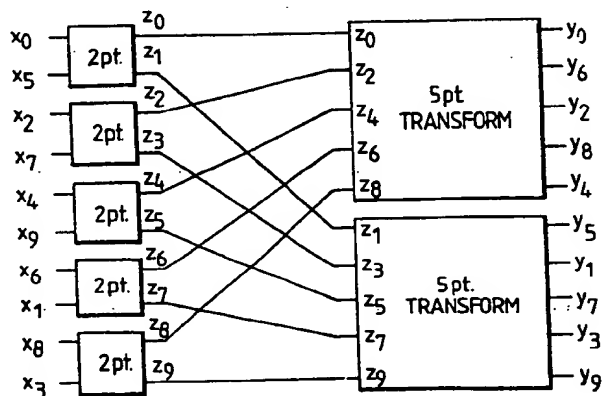 x0 2pt. z0
x5 z1
x2 2pt. z2
x7 z3
x4 2pt. z4
x9 z5
x6 2pt. z6
x1 z7
x8 2pt. z8
x3 z9
z0 y0
z2 y6
z4 5pt. y2
TRANSFORM
z6 y8
z8 y4
z1 y5
z3 y1
z5 5pt. y7
TRANSFORM
z7 y3
z9 y9